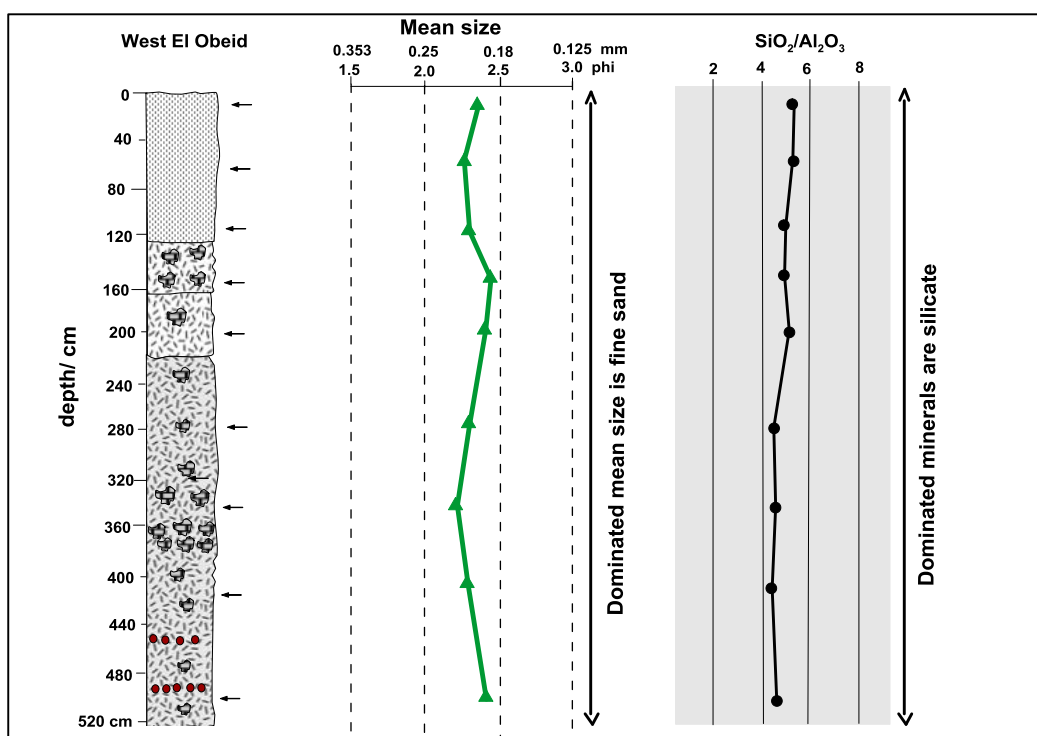 West El Obeid
Mean size
0.353 0.25 0.18 0.125 mm
1.5 2.0 2.5 3.0 phi
SiO₂/Al₂O₃
2 4 6 8
depth/ cm
0
40
80
120
160
200
240
280
320
360
400
440
480
520 cm
Dominated mean size is fine sand
Dominated minerals are silicate